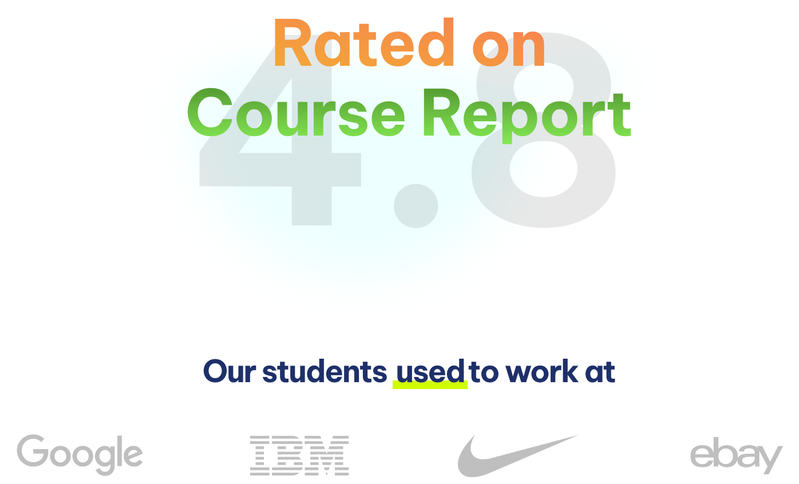 4.8
Rated on
Course Report
Our students used to work at
Google IBM ebay